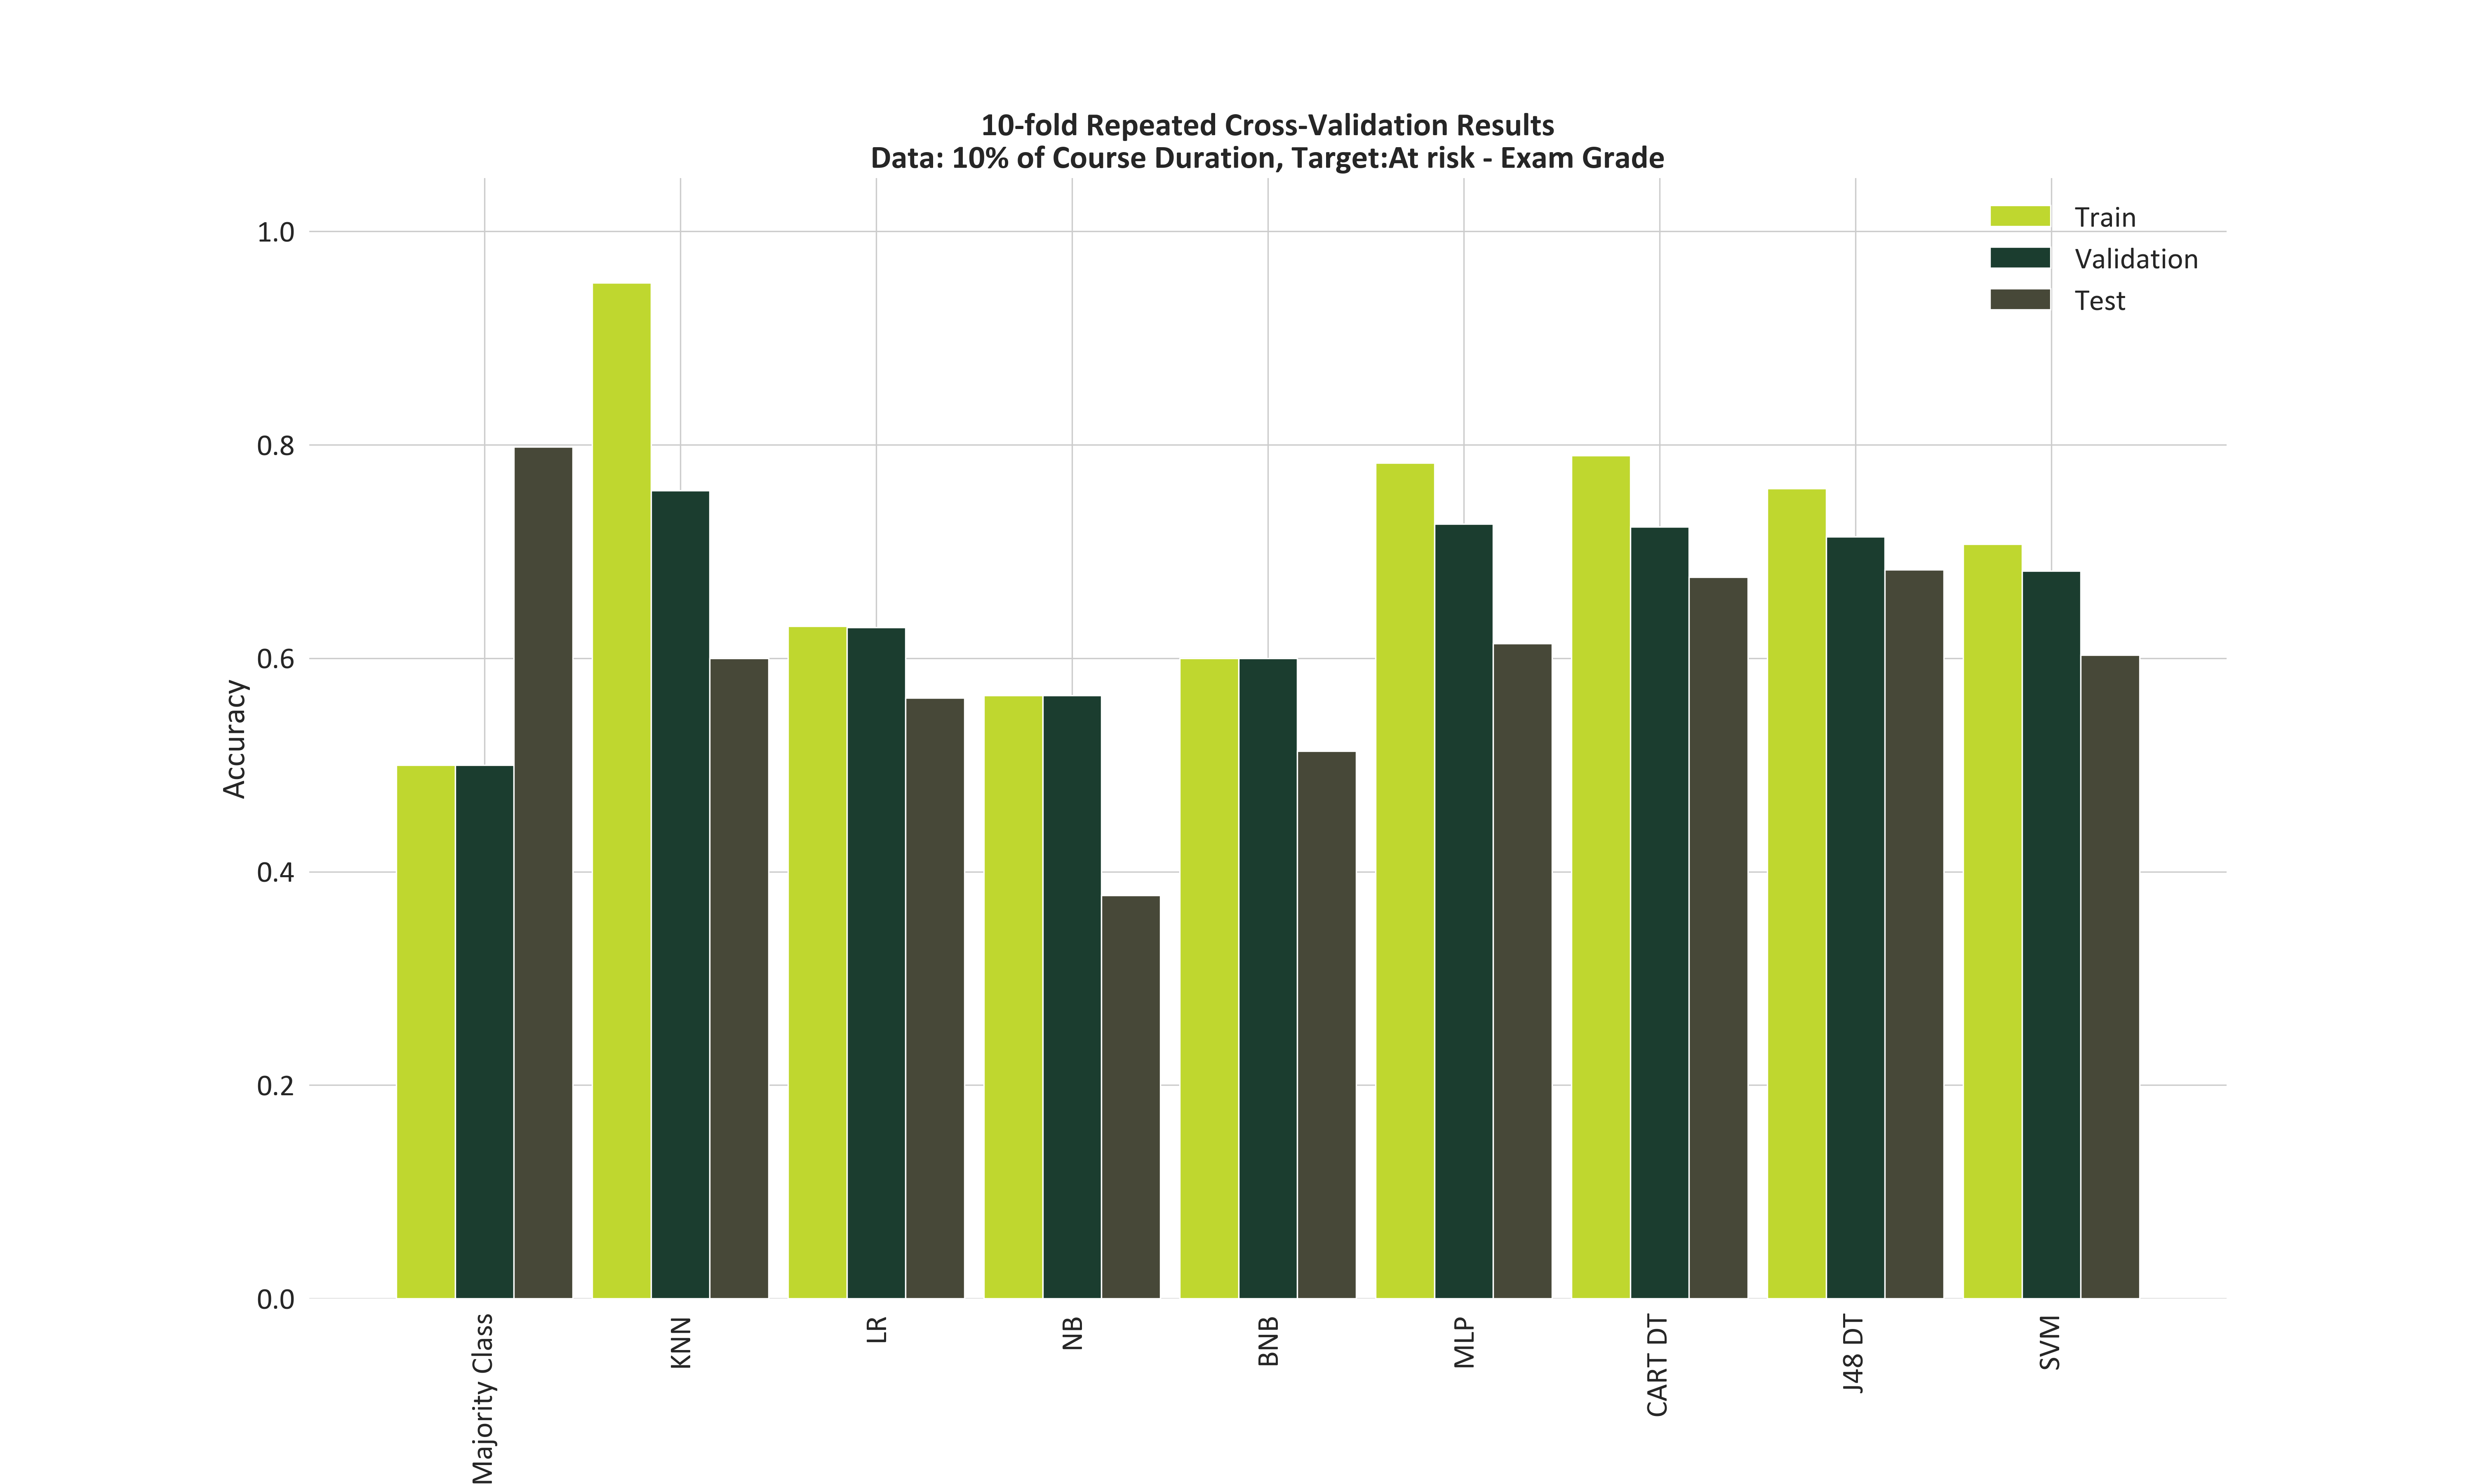 10-fold Repeated Cross-Validation Results
Data: 10% of Course Duration, Target:At risk - Exam Grade
Train
Validation
Test
1.0
0.8
0.6
0.4
0.2
0.0
Accuracy
Majority Class
KNN
LR
NB
BNB
MLP
CART DT
J48 DT
SVM